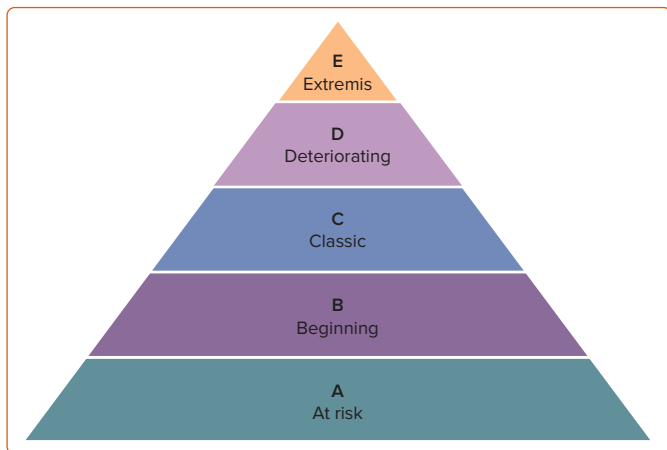 E
Extremis
D
Deteriorating
C
Classic
B
Beginning
A
At risk